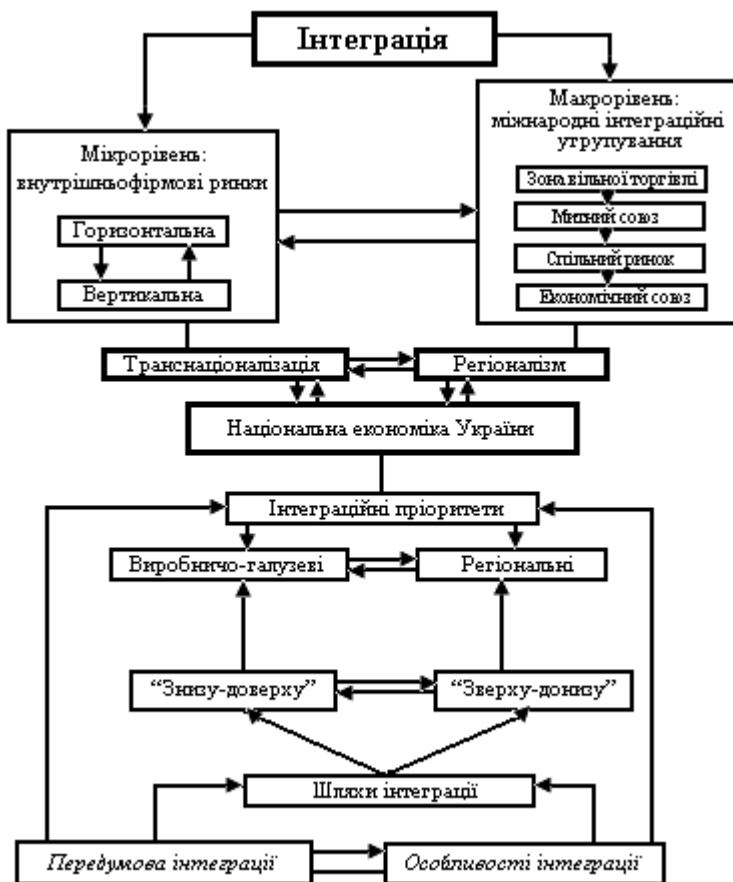 Інтеграція
Мікрорівень:
внутрішньофірмові ринки
Горизонтальна
Вертикальна
Макрорівень:
міжнародні інтеграційні
угрупування
Зона вільної торгівлі
Митний союз
Спільний ринок
Економічний союз
Транснаціоналізація
Регіоналізм
Національна економіка України
Інтеграційні пріоритети
Виробничо-галузеві
Регіональні
“Знизу-доверху”
“Зверху-донизу”
Шляхи інтеграції
Передумова інтеграції
Особливості інтеграції